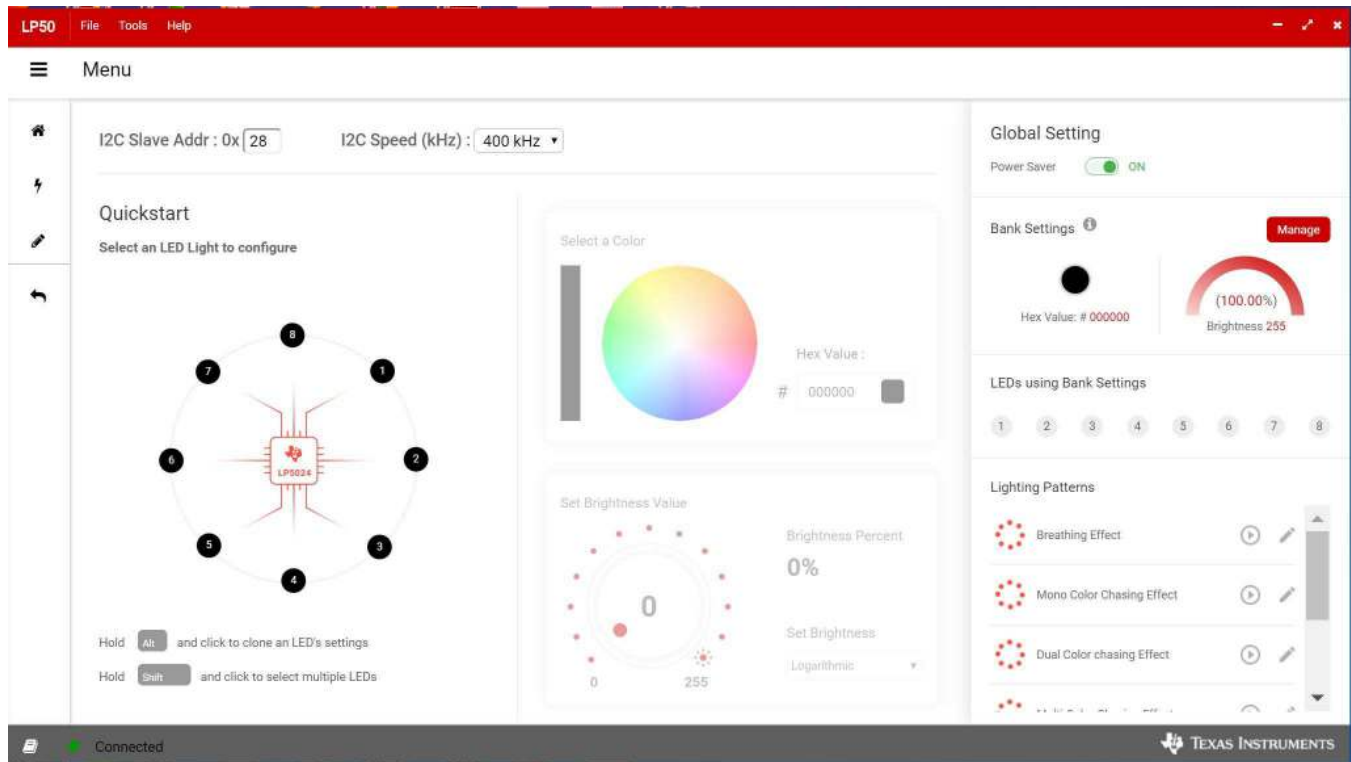 LP50 File Tools Help
Menu
I2C Slave Addr : 0x 28 I2C Speed (kHz) : 400 kHz
Quickstart
Select an LED Light to configure
8
7
1
6
2
LP5024
5
3
4
Hold Alt and click to clone an LED's settings
Hold Shift and click to select multiple LEDs
Select a Color
Hex Value :
# 000000
Set Brightness Value
0
0 255
Brightness Percent
0%
Set Brightness
Logarithmic
Global Setting
Power Saver ON
Bank Settings
Manage
Hex Value: # 000000
(100.00%)
Brightness 255
LEDs using Bank Settings
1 2 3 4 5 6 7 8
Lighting Patterns
Breathing Effect
Mono Color Chasing Effect
Dual Color chasing Effect
Connected
TEXAS INSTRUMENTS